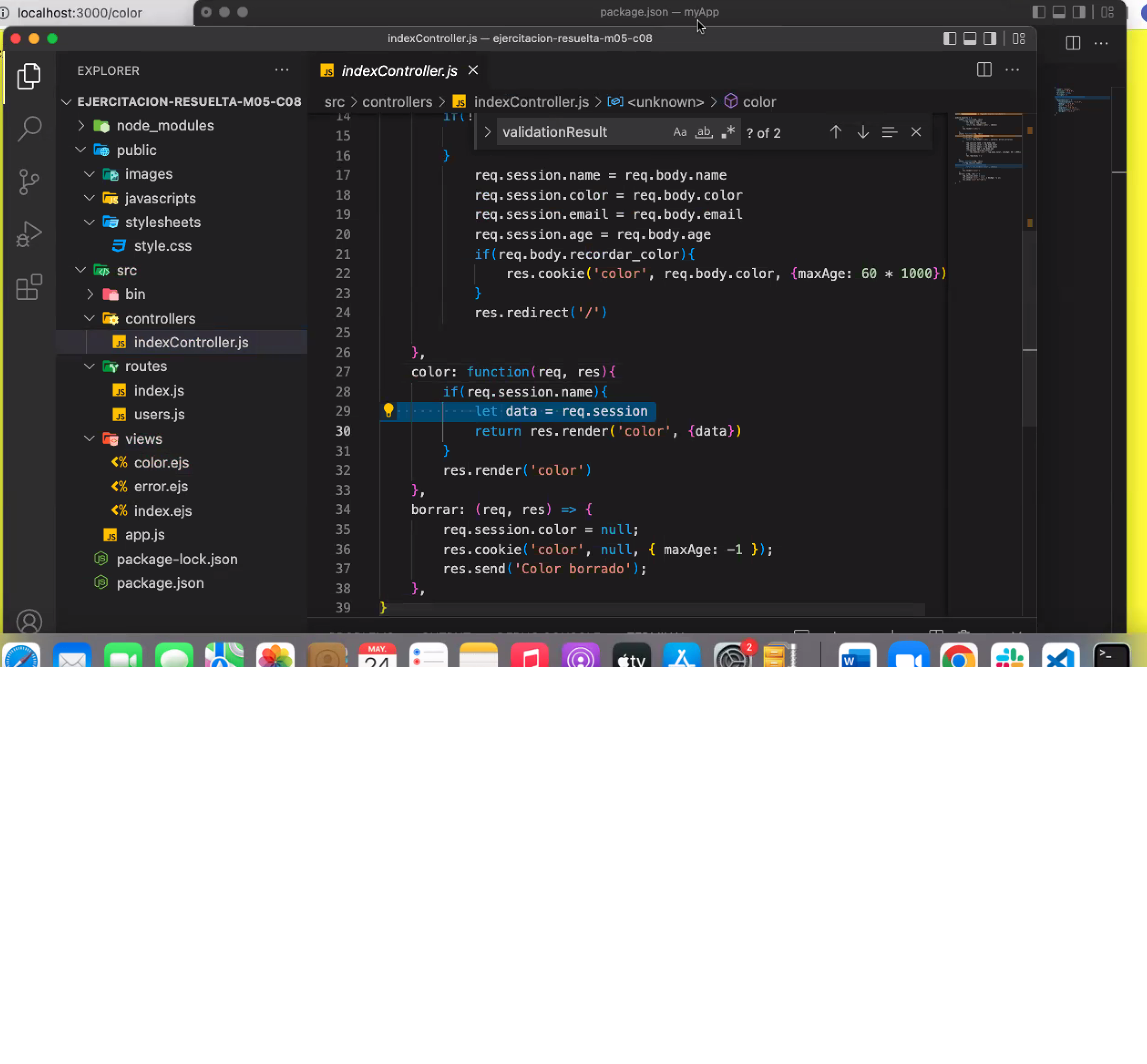 localhost:3000/color
package.json — myApp
indexController.js — ejercitacion-resuelta-m05-c08
EXPLORER
EJERCITACION-RESUELTA-M05-C08
node_modules
public
images
javascripts
stylesheets
style.css
src
bin
controllers
indexController.js
routes
index.js
users.js
views
color.ejs
error.ejs
index.ejs
app.js
package-lock.json
package.json
indexController.js
src > controllers > indexController.js > <unknown> > color
validationResult Aa ab ? of 2
14 if(!
15
16 }
17 req.session.name = req.body.name
18 req.session.color = req.body.color
19 req.session.email = req.body.email
20 req.session.age = req.body.age
21 if(req.body.recordar_color){
22 res.cookie('color', req.body.color, {maxAge: 60 * 1000})
23 }
24 res.redirect('/')
25
26 },
27 color: function(req, res){
28 if(req.session.name){
29 let data = req.session
30 return res.render('color', {data})
31 }
32 res.render('color')
33 },
34 borrar: (req, res) => {
35 req.session.color = null;
36 res.cookie('color', null, { maxAge: -1 });
37 res.send('Color borrado');
38 },
39 }
MAY.
24
tv
2
W
>_